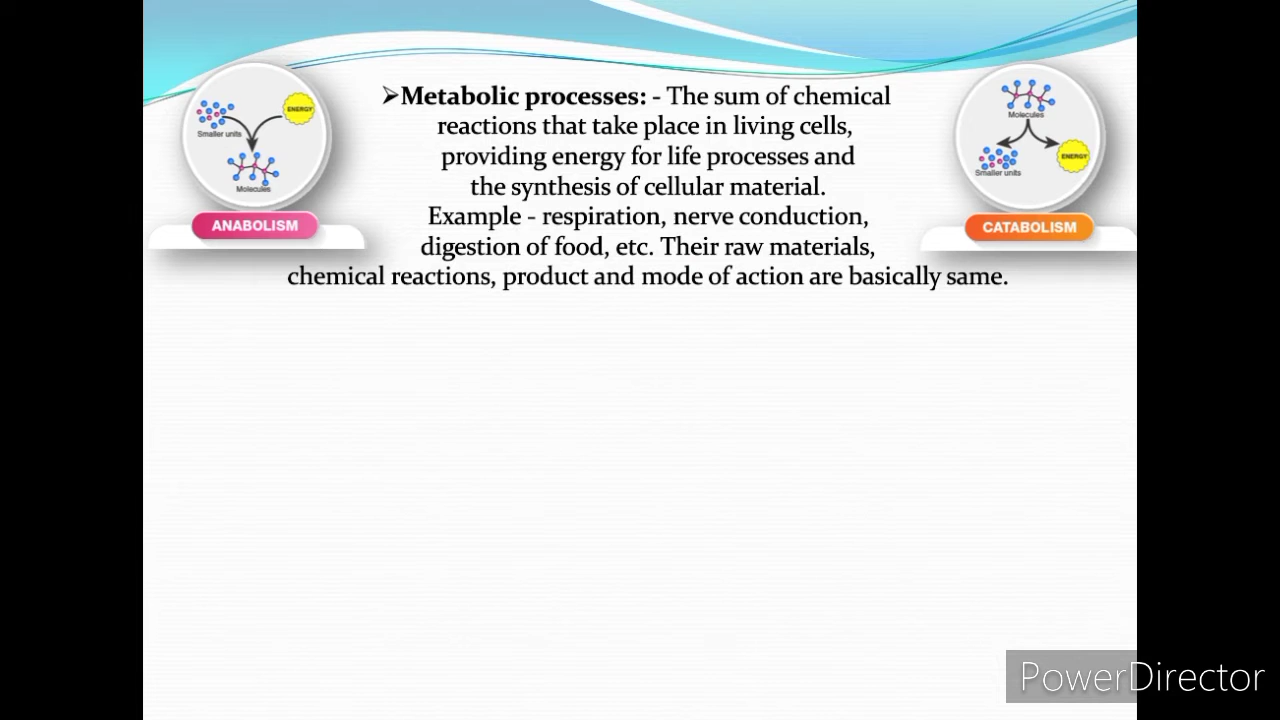 ➢Metabolic processes: - The sum of chemical
reactions that take place in living cells,
providing energy for life processes and
the synthesis of cellular material.
Example - respiration, nerve conduction,
digestion of food, etc. Their raw materials,
chemical reactions, product and mode of action are basically same.
ENERGY
Smaller units
Molecules
ANABOLISM
Molecules
ENERGY
Smaller units
CATABOLISM
PowerDirector